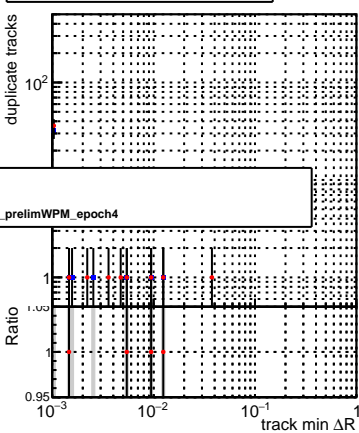 duplicate tracks
10²
_prelimWPM_epoch4
1
1.05
Ratio
1
0.95
10⁻³ 10⁻² 10⁻¹ 1
track min ΔR